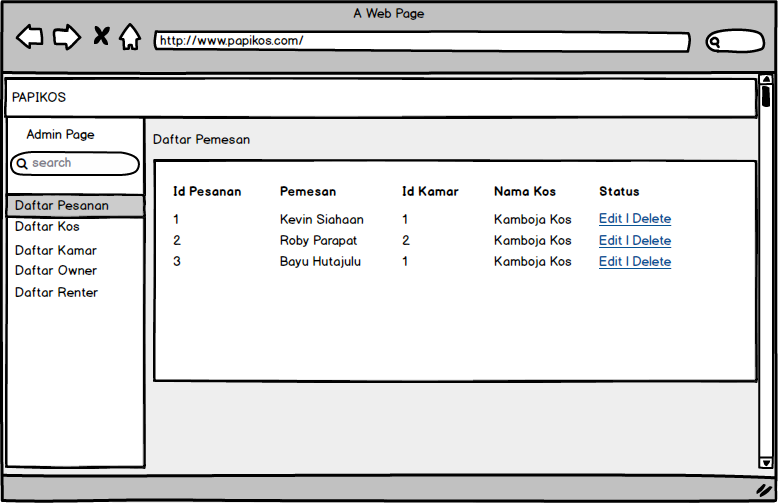 A Web Page
http://www.papikos.com/
PAPIKOS
Admin Page
search
Daftar Pesanan
Daftar Kos
Daftar Kamar
Daftar Owner
Daftar Renter
Daftar Pemesan
Id Pesanan Pemesan Id Kamar Nama Kos Status
1 Kevin Siahaan 1 Kamboja Kos Edit | Delete
2 Roby Parapat 2 Kamboja Kos Edit | Delete
3 Bayu Hutajulu 1 Kamboja Kos Edit | Delete